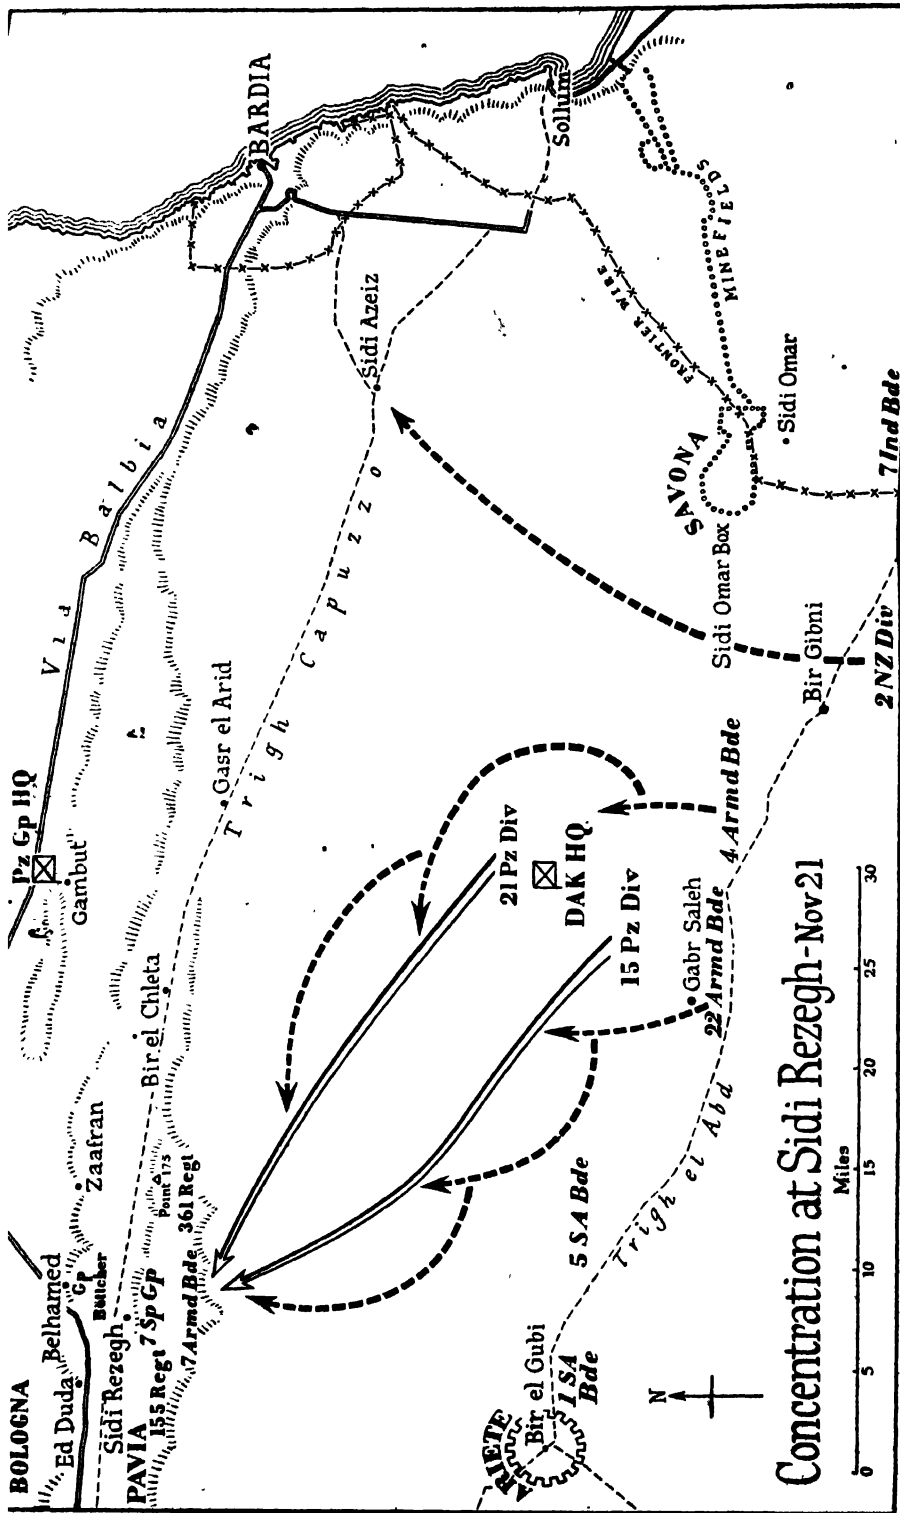 BOLOGNA
Ed Duda
Belhamed
Gp
Böttcher
Zaafran
Gambut
Pz Gp HQ
Via Balbia
BARDIA
Sidi Rezegh
PAVIA
155 Regt
7 Sp Gp
7 Armd Bde
361 Regt
Point 175
Bir el Chleta
Gasr el Arid
Trigh Capuzzo
Sidi Azeiz
Sollum
21 Pz Div
DAK HQ
15 Pz Div
FRONTIER WIRE
MINEFIELDS
SAVONA
Sidi Omar Box
Sidi Omar
7 Ind Bde
ARIETE
Bir el Gubi
1 SA
Bde
5 SA Bde
Trigh el Abd
Gabr Saleh
22 Armd Bde
4 Armd Bde
Bir Gibni
2 NZ Div
N
Concentration at Sidi Rezegh-Nov 21
Miles
0 5 10 15 20 25 30